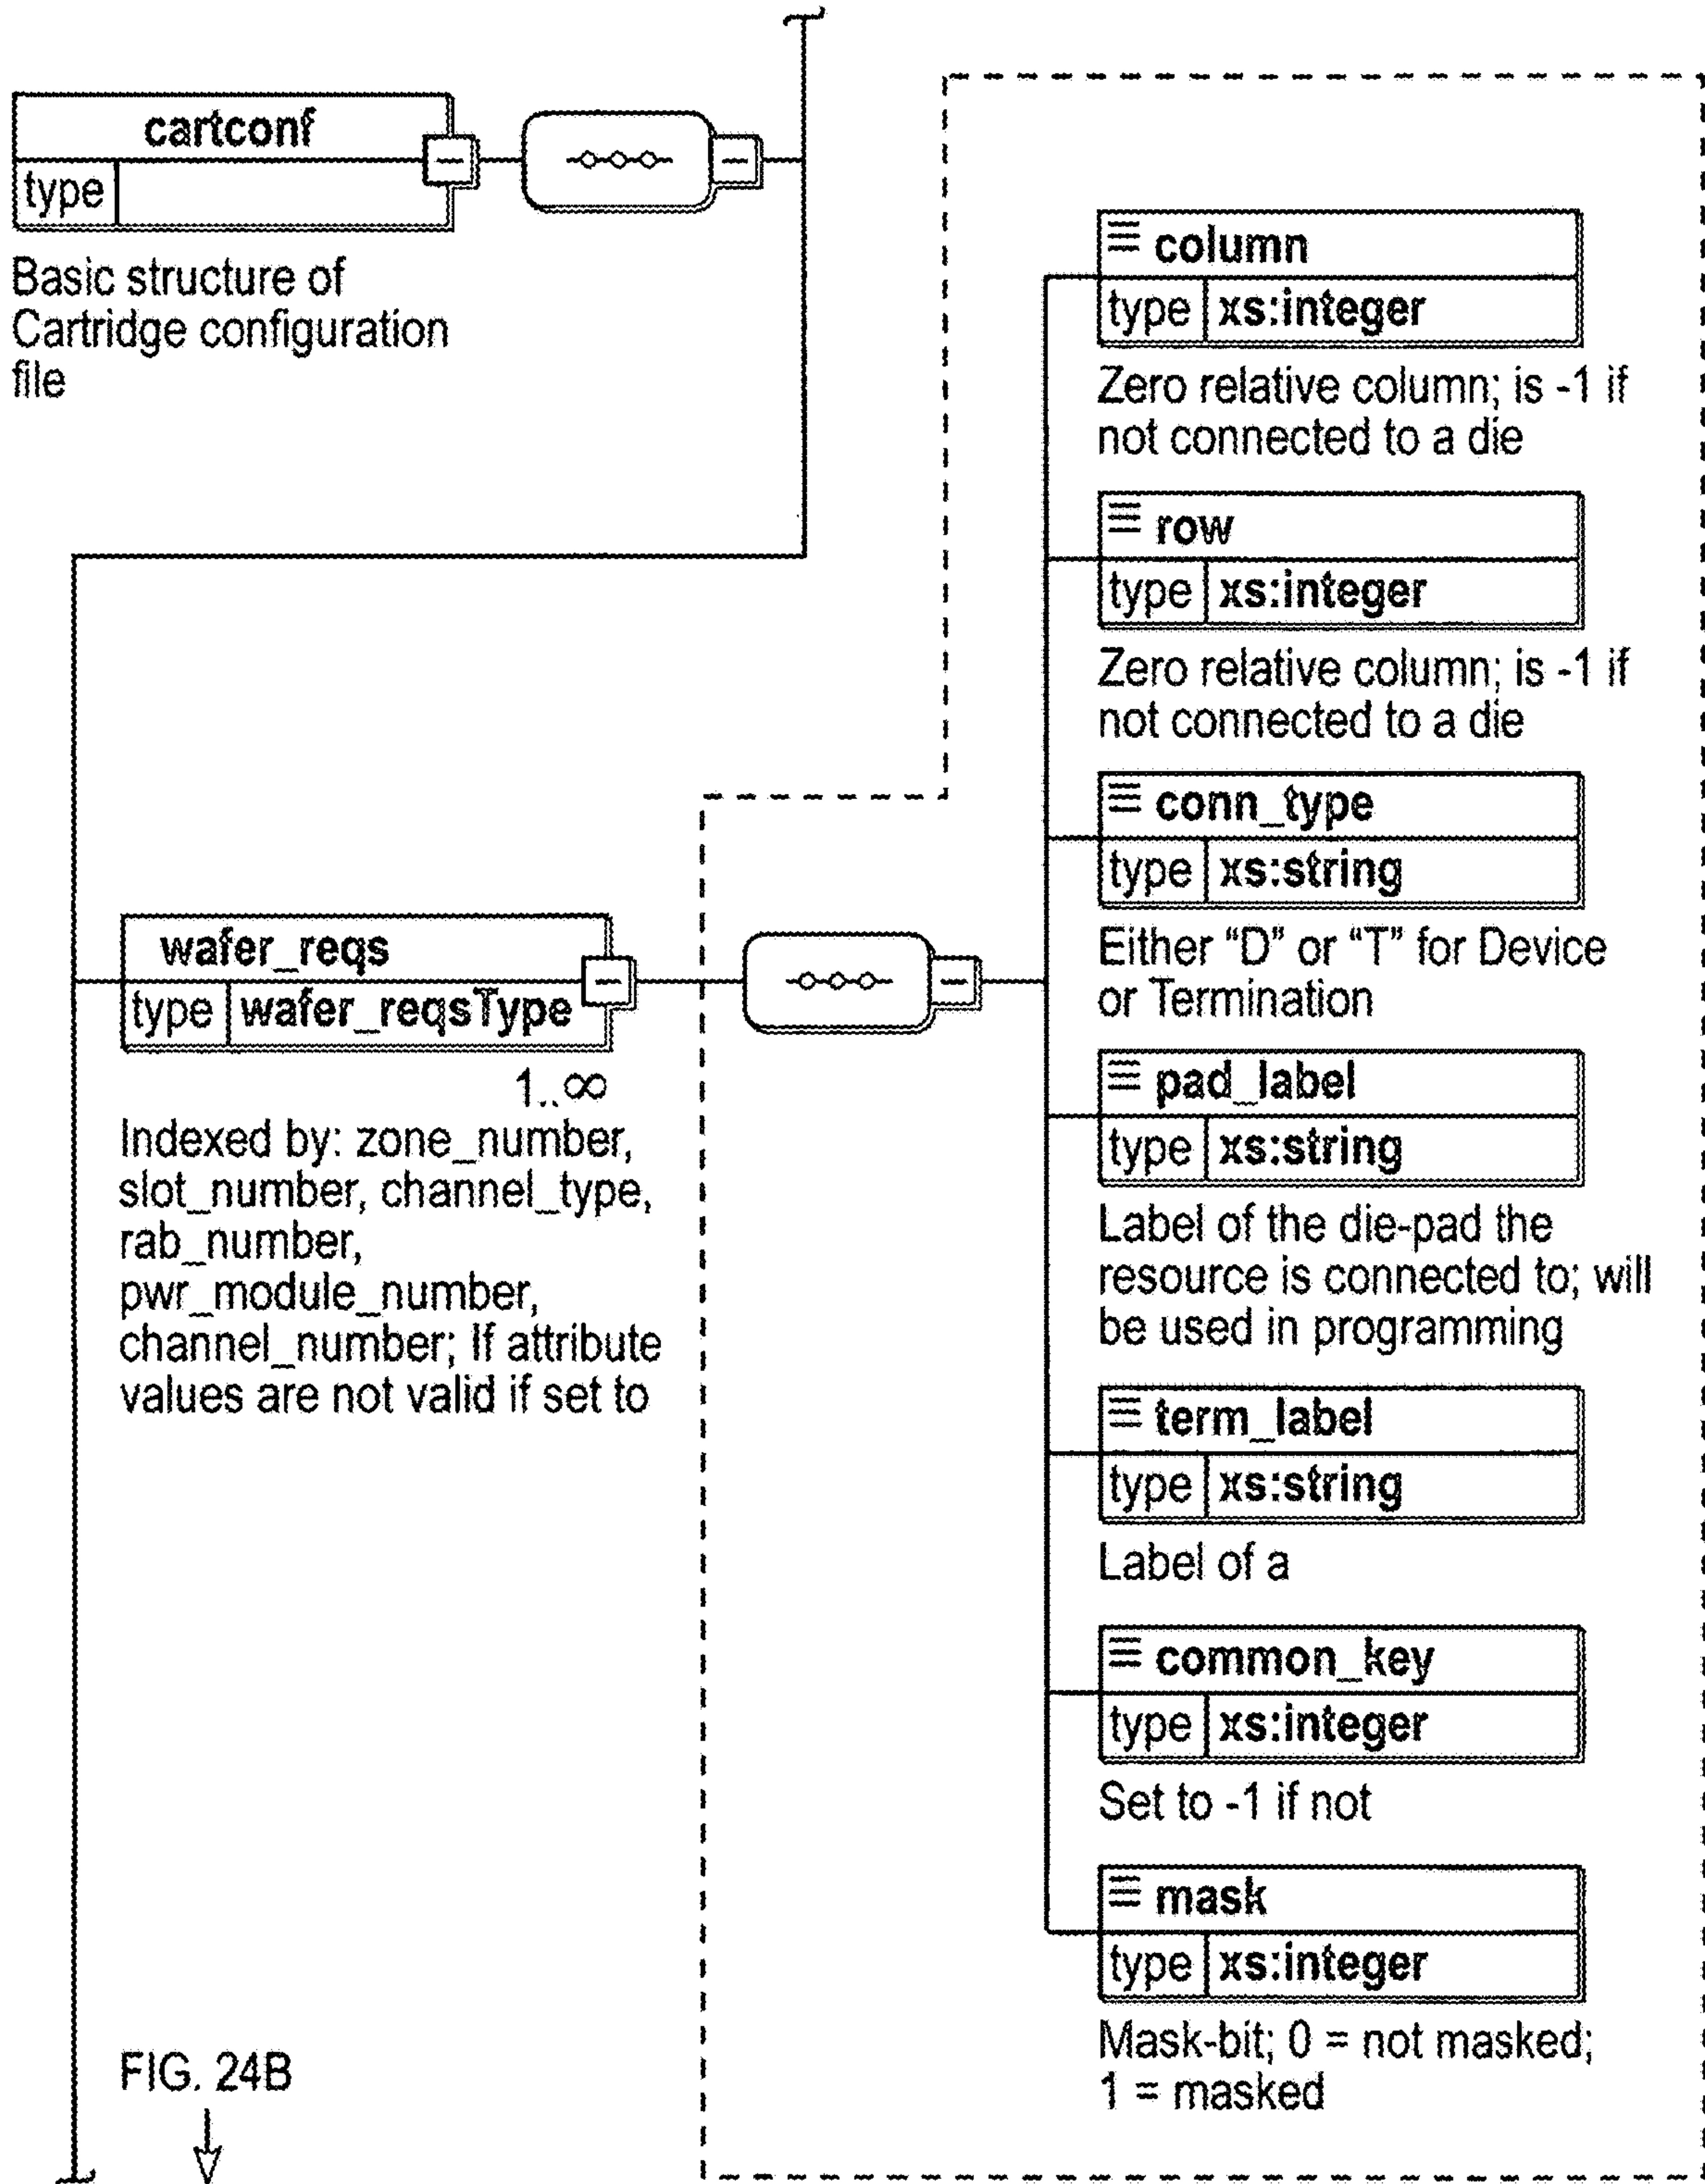 cartconf
type
Basic structure of
Cartridge configuration
file
column
type xs:integer
Zero relative column; is -1 if
not connected to a die
row
type xs:integer
Zero relative column; is -1 if
not connected to a die
conn_type
type xs:string
Either “D” or “T” for Device
or Termination
wafer_reqs
type wafer_reqsType
1..∞
Indexed by: zone_number,
slot_number, channel_type,
rab_number,
pwr_module_number,
channel_number; If attribute
values are not valid if set to
pad_label
type xs:string
Label of the die-pad the
resource is connected to; will
be used in programming
term_label
type xs:string
Label of a
common_key
type xs:integer
Set to -1 if not
mask
type xs:integer
Mask-bit; 0 = not masked;
1 = masked
FIG. 24B